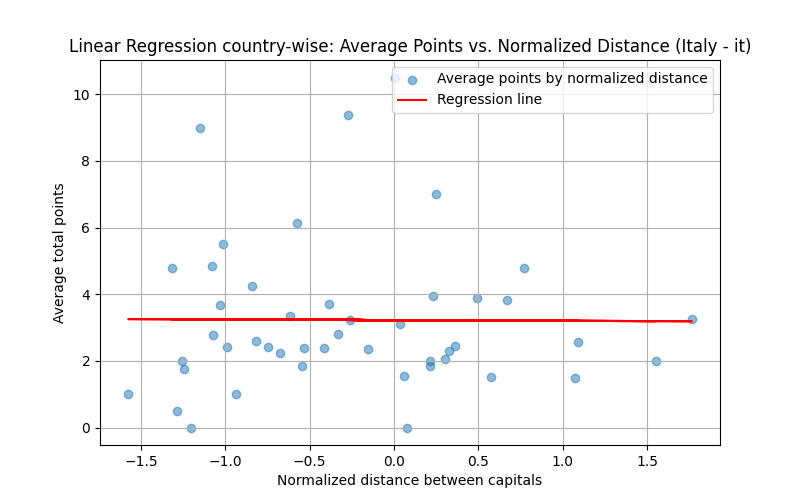 Linear Regression country-wise: Average Points vs. Normalized Distance (Italy - it)
Average points by normalized distance
Regression line
Average total points
10
8
6
4
2
0
−1.5 −1.0 −0.5 0.0 0.5 1.0 1.5
Normalized distance between capitals